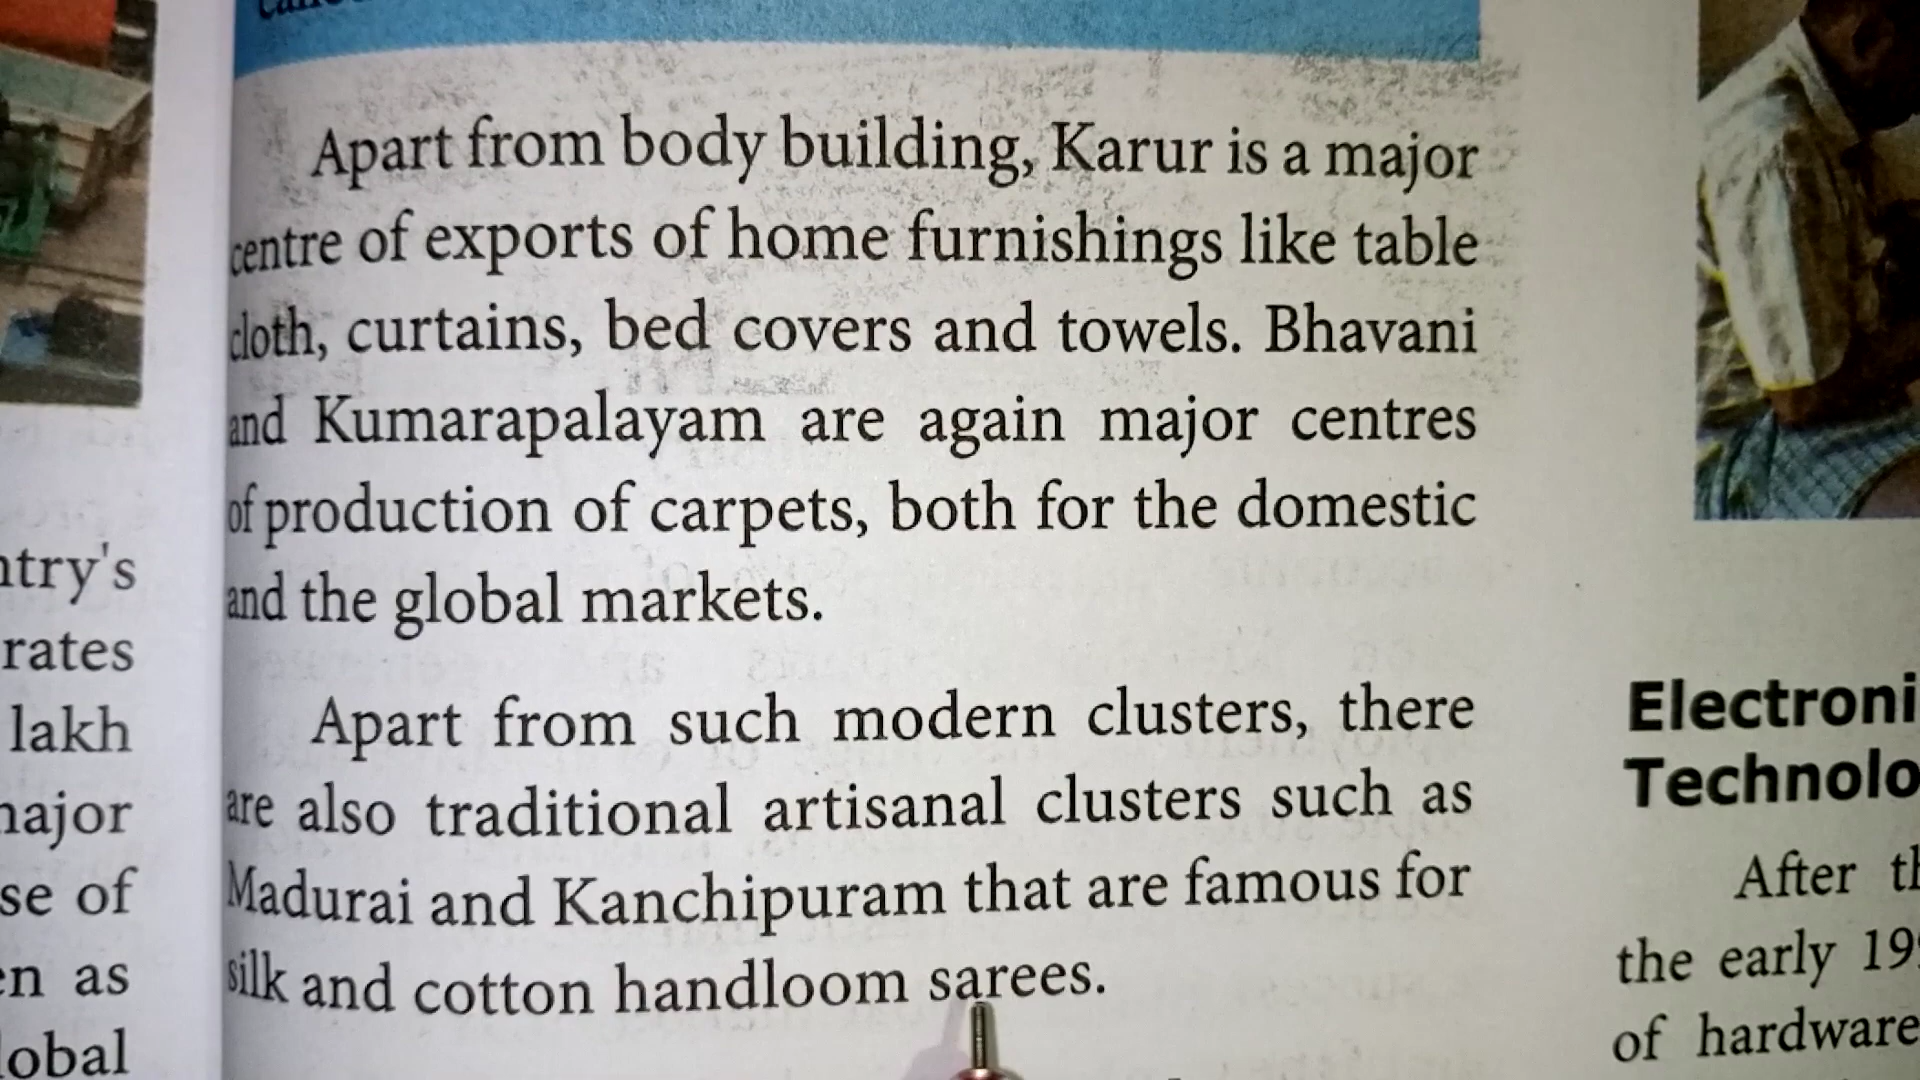 Apart from body building, Karur is a major
centre of exports of home furnishings like table
cloth, curtains, bed covers and towels. Bhavani
and Kumarapalayam are again major centres
of production of carpets, both for the domestic
and the global markets.
Apart from such modern clusters, there
are also traditional artisanal clusters such as
Madurai and Kanchipuram that are famous for
silk and cotton handloom sarees.
rates
lakh
se of
as
Electroni
Technolo
After
the early 19
of hardware